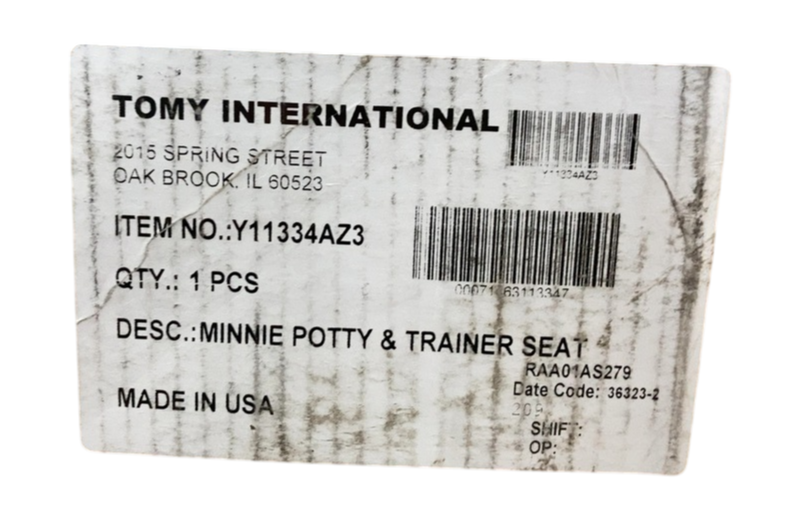 TOMY INTERNATIONAL
Y11334AZ3
2015 SPRING STREET
OAK BROOK, IL 60523
ITEM NO.:Y11334AZ3
QTY.: 1 PCS
DESC.:MINNIE POTTY & TRAINER SEAT
RAA01AS279
Date Code: 36323-2
MADE IN USA
SHIFT:
OP: